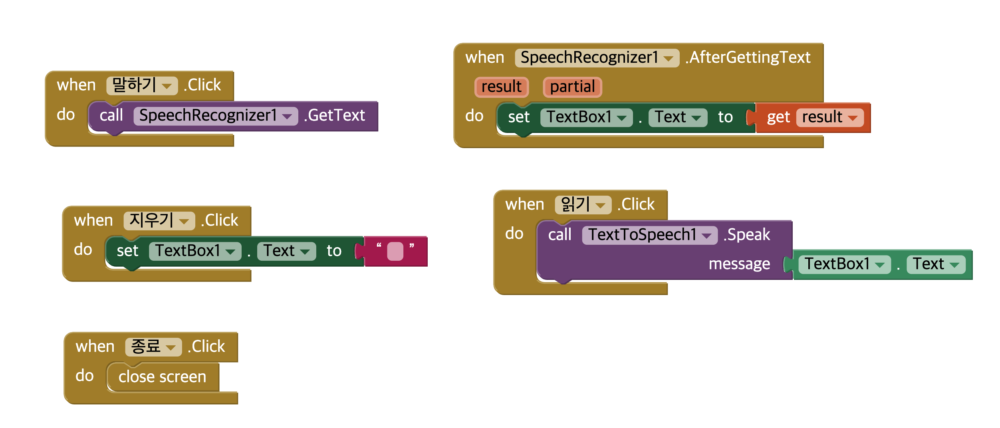 when 말하기 .Click
do call SpeechRecognizer1 .GetText
when SpeechRecognizer1 .AfterGettingText
result partial
do set TextBox1 . Text to get result
when 지우기 .Click
do set TextBox1 . Text to “ ”
when 읽기 .Click
do call TextToSpeech1 .Speak
message TextBox1 . Text
when 종료 .Click
do close screen